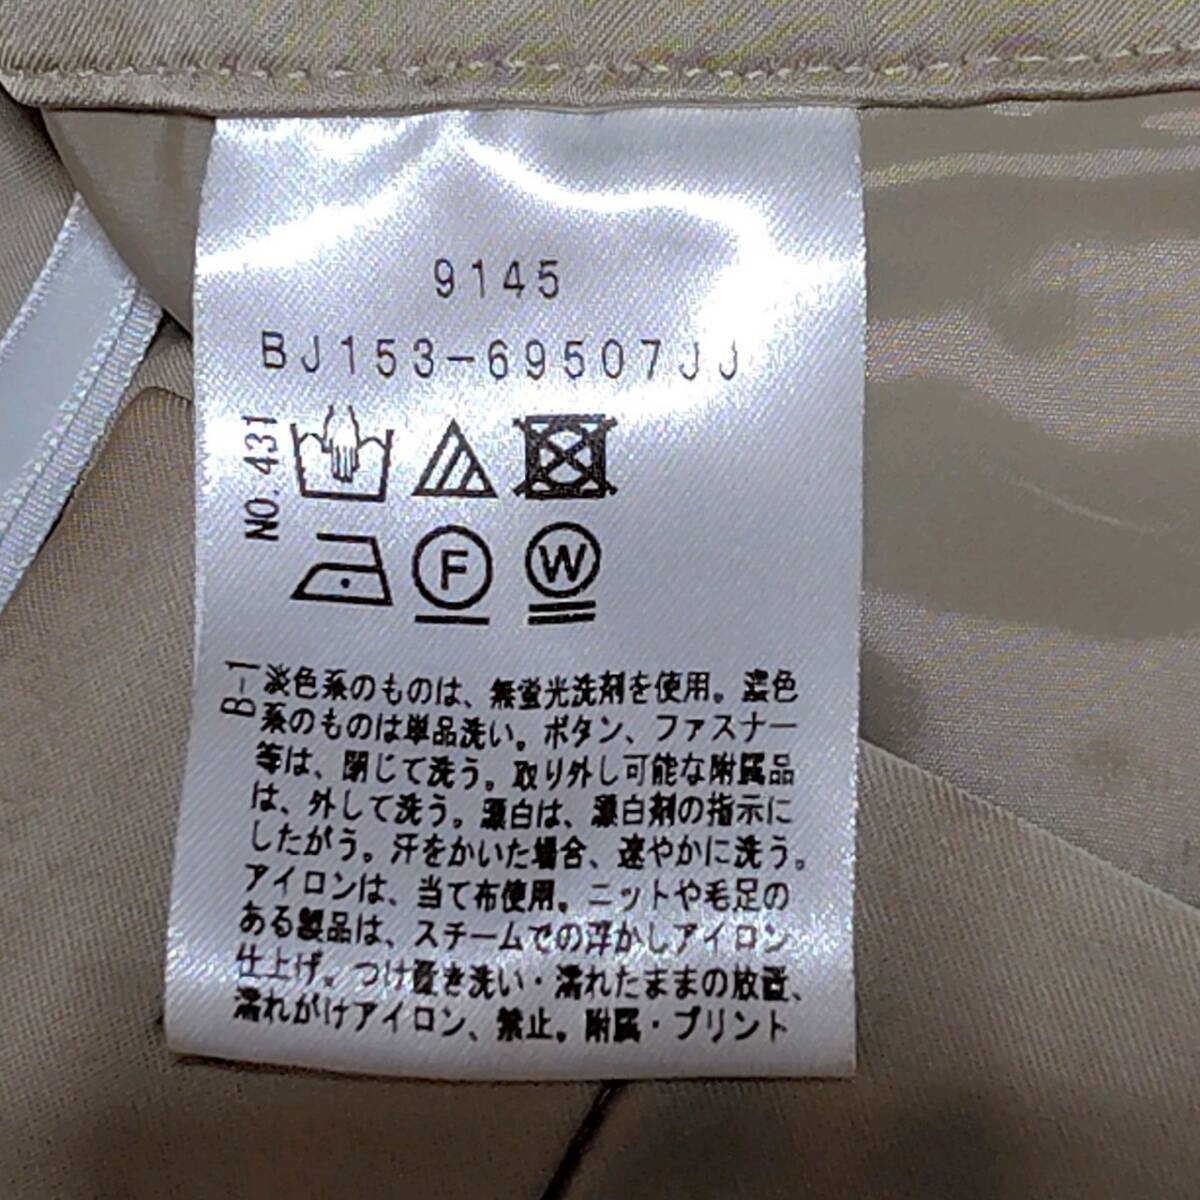 9145
BJ153-69507JJ
NO.431
F
W
B-1
淡色系のものは、無蛍光洗剤を使用。濃色
系のものは単品洗い。ボタン、ファスナー
等は、閉じて洗う。取り外し可能な附属品
は、外して洗う。漂白は、漂白剤の指示に
したがう。汗をかいた場合、速やかに洗う。
アイロンは、当て布使用。ニットや毛足の
ある製品は、スチームでの浮かしアイロン
仕上げ。つけ置き洗い・濡れたままの放置、
濡れがけアイロン、禁止。附属・プリント